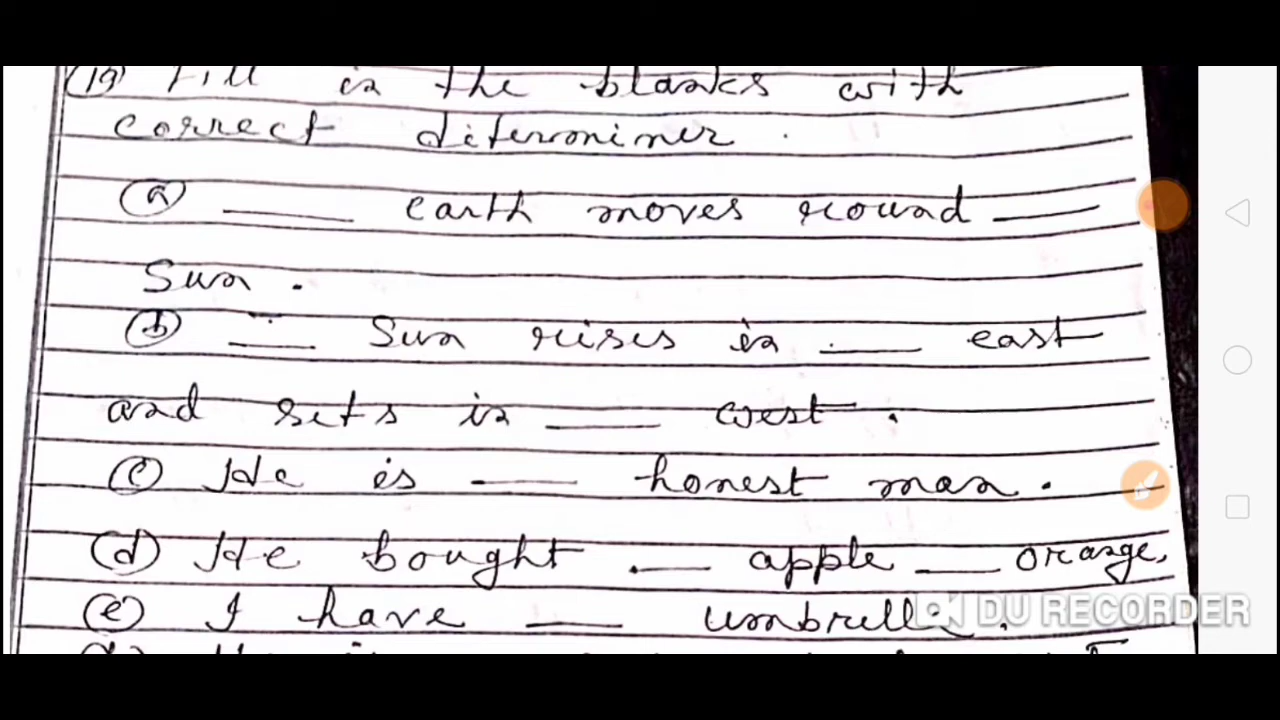 (19) Fill in the blanks with
correct diterminer.
(a) ____ earth moves round ____
Sun.
(b) ____ Sun rises in ____ east
and sets in ____ west.
(c) He is ____ honest man.
(d) He bought ____ apple ____ orange.
(e) I have ____ umbrella.
DU RECORDER